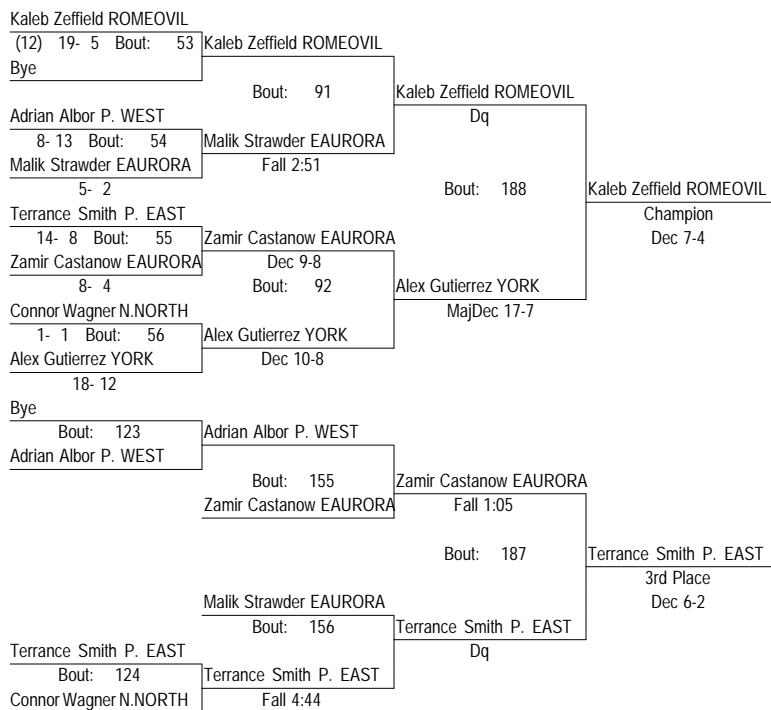 Kaleb Zeffield ROMEOVIL
(12) 19- 5 Bout: 53 Kaleb Zeffield ROMEOVIL
Bye
Bout: 91 Kaleb Zeffield ROMEOVIL
Adrian Albor P. WEST Dq
8- 13 Bout: 54 Malik Strawder EAURORA
Malik Strawder EAURORA Fall 2:51
5- 2 Bout: 188 Kaleb Zeffield ROMEOVIL
Terrance Smith P. EAST Champion
14- 8 Bout: 55 Zamir Castanow EAURORA Dec 7-4
Zamir Castanow EAURORA Dec 9-8
8- 4 Bout: 92 Alex Gutierrez YORK
Connor Wagner N.NORTH MajDec 17-7
1- 1 Bout: 56 Alex Gutierrez YORK
Alex Gutierrez YORK Dec 10-8
18- 12
Bye
Bout: 123 Adrian Albor P. WEST
Adrian Albor P. WEST
Bout: 155 Zamir Castanow EAURORA
Zamir Castanow EAURORA Fall 1:05
Bout: 187 Terrance Smith P. EAST
3rd Place
Malik Strawder EAURORA Dec 6-2
Bout: 156 Terrance Smith P. EAST
Terrance Smith P. EAST Dq
Bout: 124 Terrance Smith P. EAST
Connor Wagner N.NORTH Fall 4:44